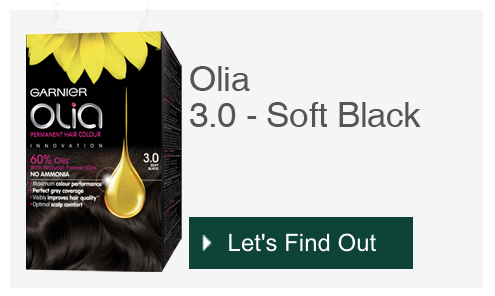 GARNIER
OLIA
PERMANENT HAIR COLOUR
INNOVATION
60% Oils
With Natural Flower Oils
NO AMMONIA
• Maximum colour performance
• Perfect grey coverage
• Visibly improves hair quality
• Optimal scalp comfort
3.0
SOFT
BLACK
Olia
3.0 - Soft Black
Let's Find Out